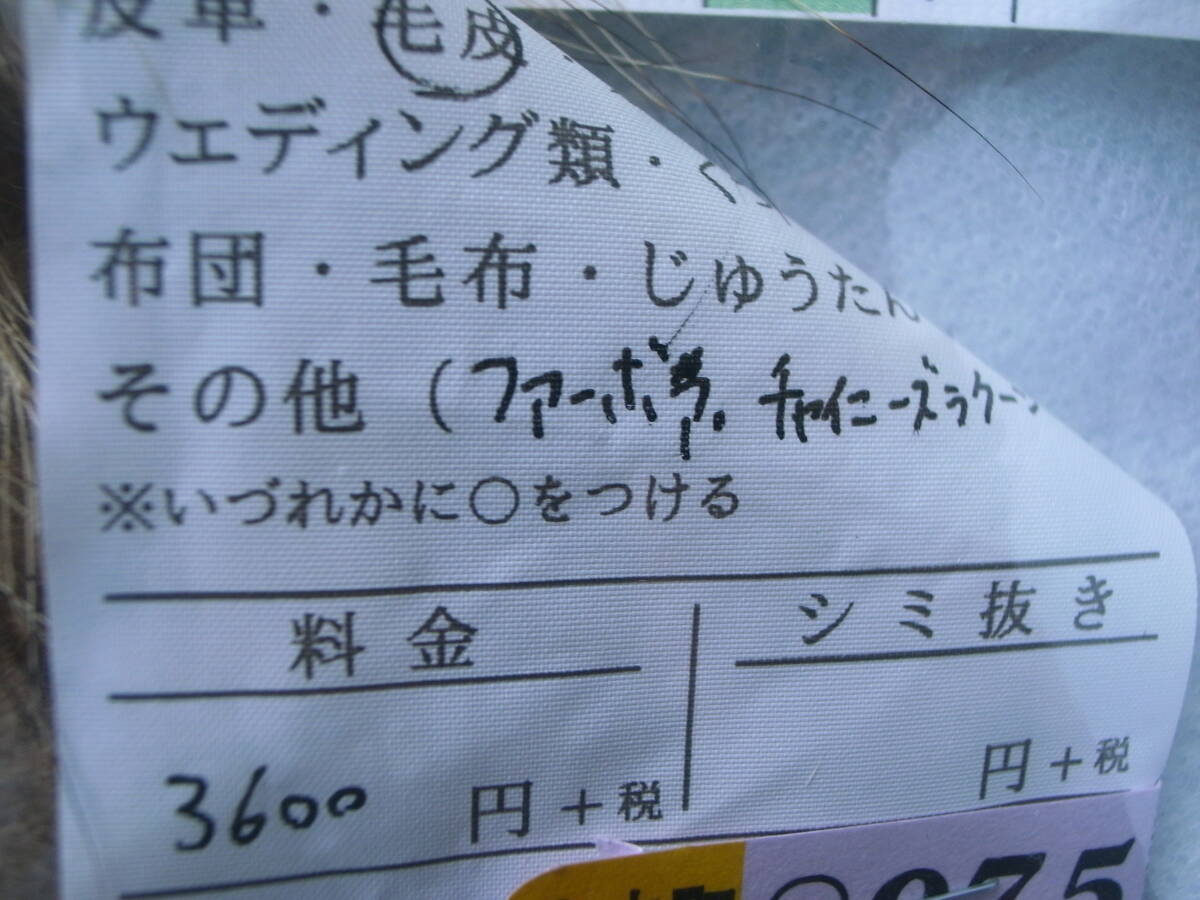 皮革・毛皮・
ウェディング類・
布団・毛布・じゅうたん
その他(ファーボア、チャイニーズラクーン
※いづれかに○をつける
料金 シミ抜き
3600 円+税 円+税
075